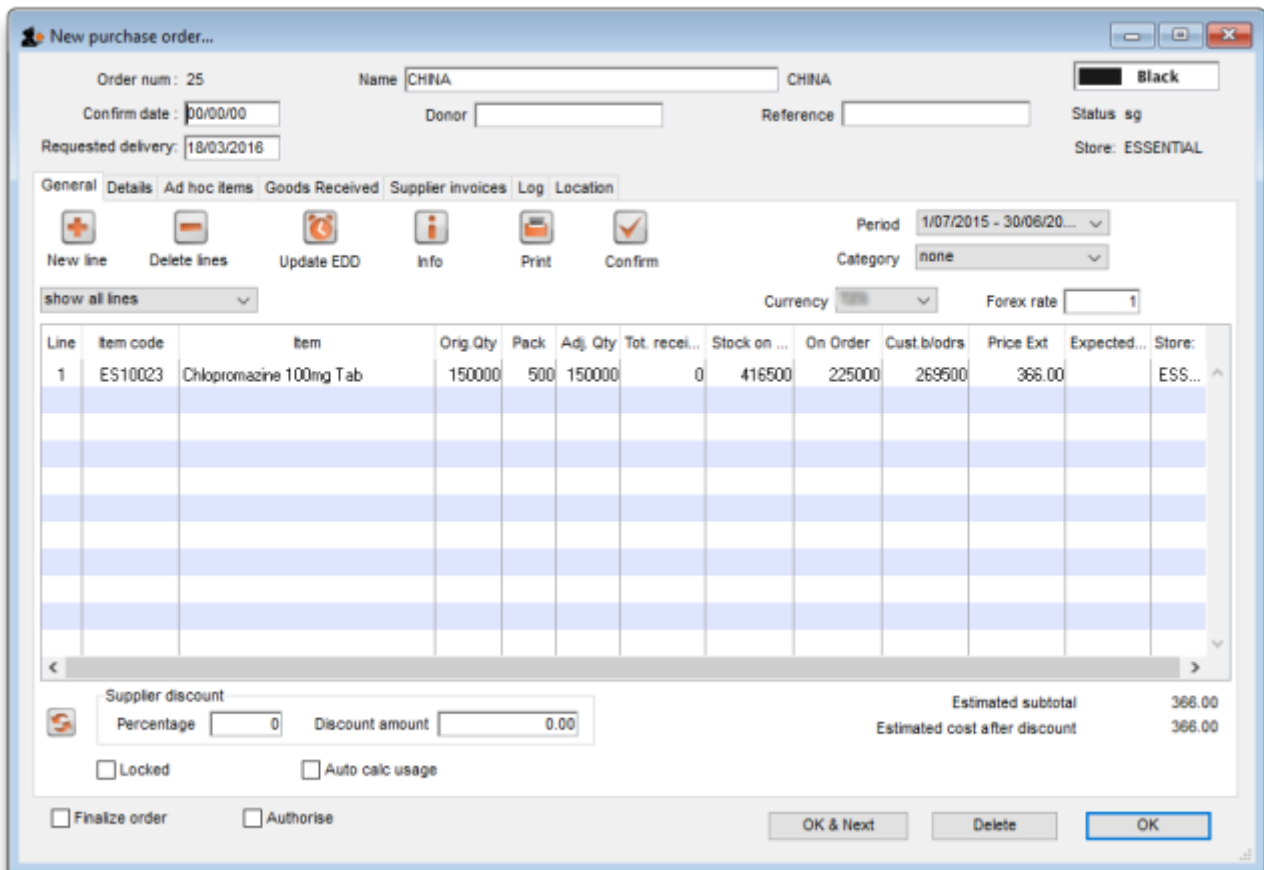 New purchase order...
Order num : 25 Name CHINA CHINA Black
Confirm date : 00/00/00 Donor Reference Status sg
Requested delivery: 18/03/2016 Store: ESSENTIAL
General Details Ad hoc items Goods Received Supplier invoices Log Location
New line Delete lines Update EDD Info Print Confirm
Period 1/07/2015 - 30/06/20...
Category none
show all lines Currency Forex rate 1
Line Item code Item Orig.Qty Pack Adj. Qty Tot. recei... Stock on ... On Order Cust.b/odrs Price Ext Expected... Store:
1 ES10023 Chlopromazine 100mg Tab 150000 500 150000 0 416500 225000 269500 366.00 ESS...
Supplier discount
Percentage 0 Discount amount 0.00
Estimated subtotal 366.00
Estimated cost after discount 366.00
Locked Auto calc usage
Finalize order Authorise OK & Next Delete OK